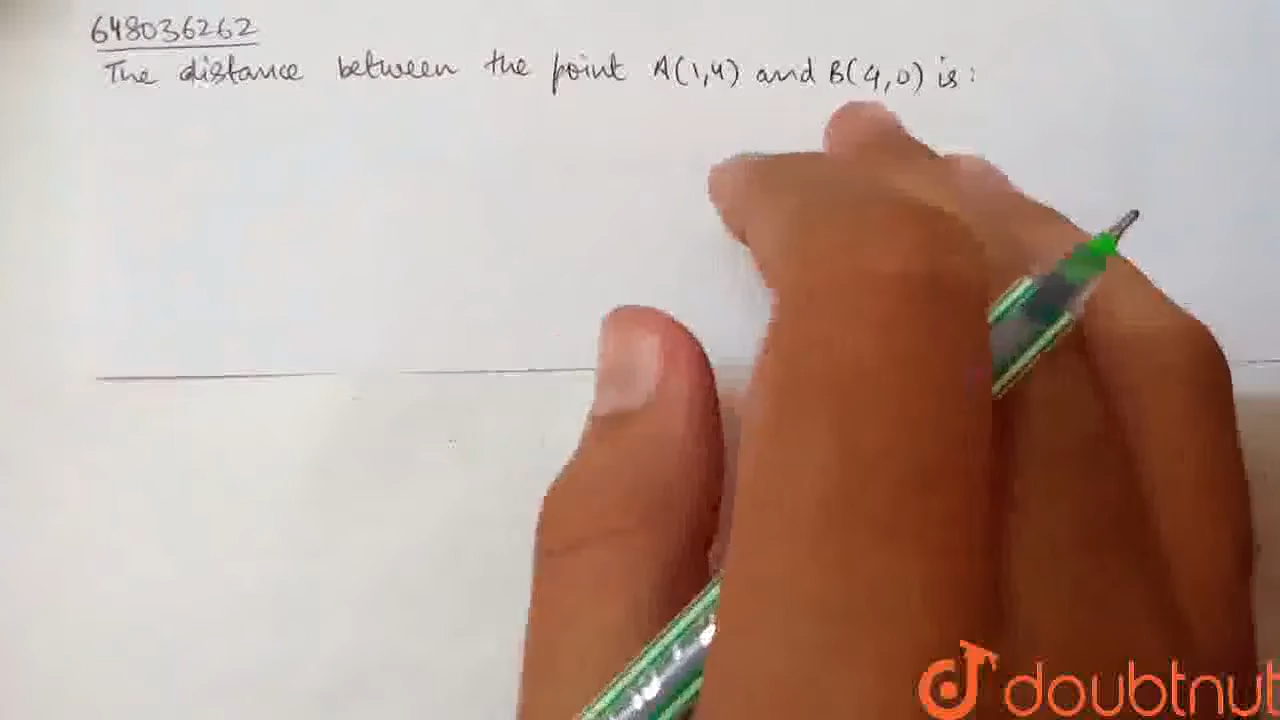 648036262
The distance between the point A(1,4) and B(4,0) is:
doubtnut